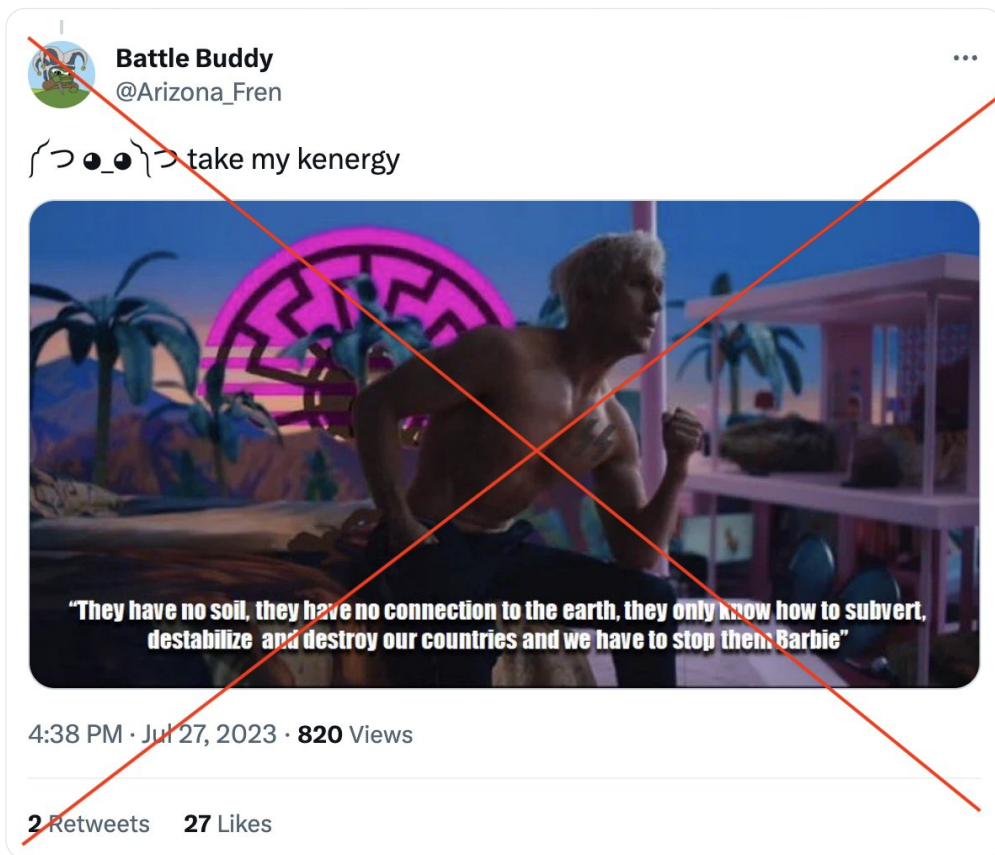 Battle Buddy
@Arizona_Fren
༼ つ ◕_◕ ༽つ take my kenergy
“They have no soil, they have no connection to the earth, they only know how to subvert,
destabilize and destroy our countries and we have to stop them Barbie”
4:38 PM · Jul 27, 2023 · 820 Views
2 Retweets 27 Likes